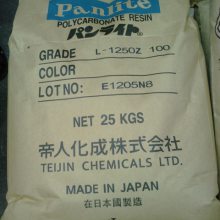 Panlite
POLYCARBONATE RESIN
パンライト
GRADE L-1250Z 100
COLOR
LOT NO: E1205N8
NET 25 KGS
帝人化成株式会社
TEIJIN CHEMICALS LTD.
MADE IN JAPAN
在日本國製造